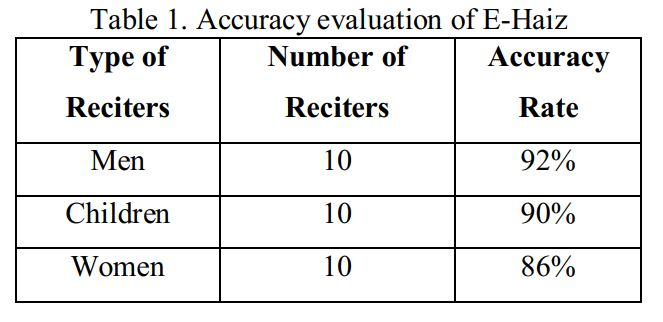 Table 1. Accuracy evaluation of E-Haiz
Type of Reciters Number of Reciters Accuracy Rate
Men 10 92%
Children 10 90%
Women 10 86%